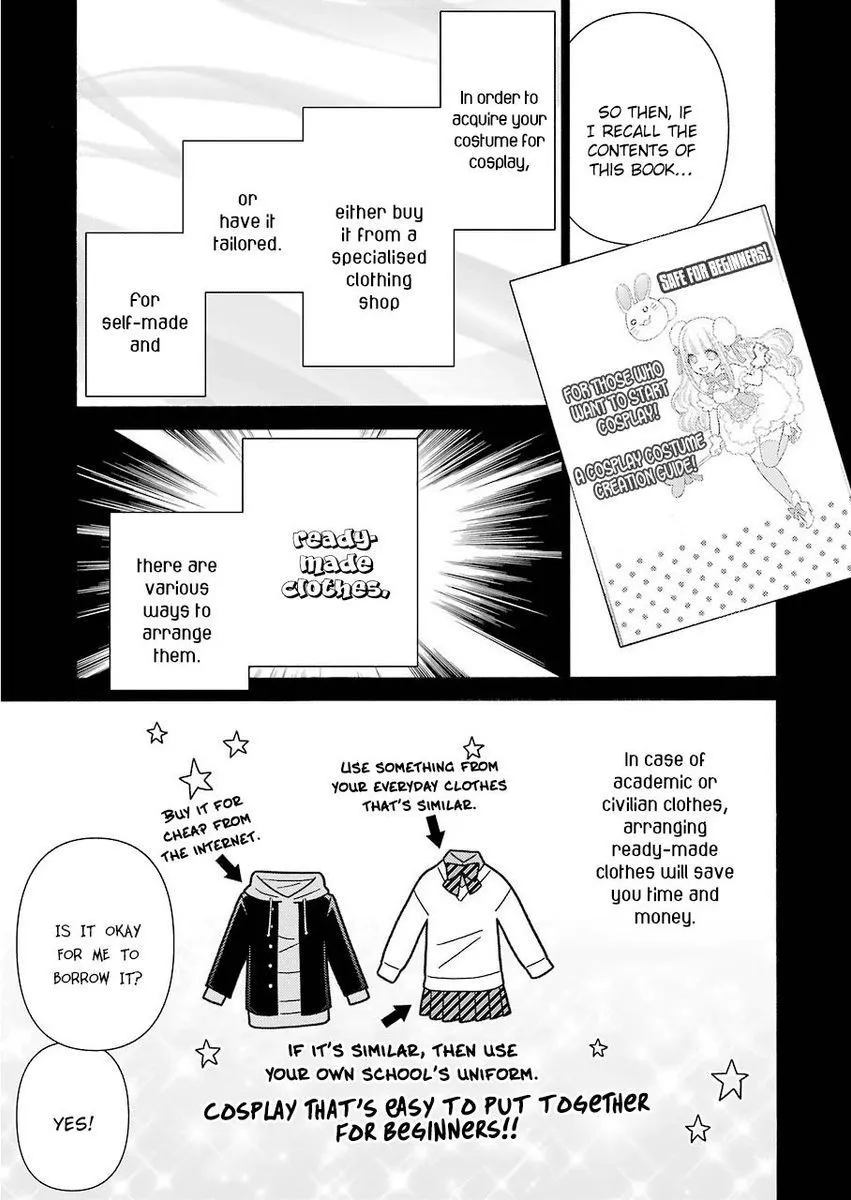 SO THEN, IF
I RECALL THE
CONTENTS OF
THIS BOOK...
SAFE FOR BEGINNERS!
FOR THOSE WHO
WANT TO START
COSPLAY!
A COSPLAY COSTUME
CREATION GUIDE!
In order to
acquire your
costume for
cosplay,
either buy
it from a
specialised
clothing
shop
or
have it
tailored.
For
self-made
and
ready-
made
clothes,
there are
various
ways to
arrange
them.
In case of
academic or
civilian clothes,
arranging
ready-made
clothes will save
you time and
money.
USE SOMETHING FROM
YOUR EVERYDAY CLOTHES
THAT'S SIMILAR.
BUY IT FOR
CHEAP FROM
THE INTERNET.
IF IT'S SIMILAR, THEN USE
YOUR OWN SCHOOL'S UNIFORM.
COSPLAY THAT'S EASY TO PUT TOGETHER
FOR BEGINNERS!!
IS IT OKAY
FOR ME TO
BORROW IT?
YES!